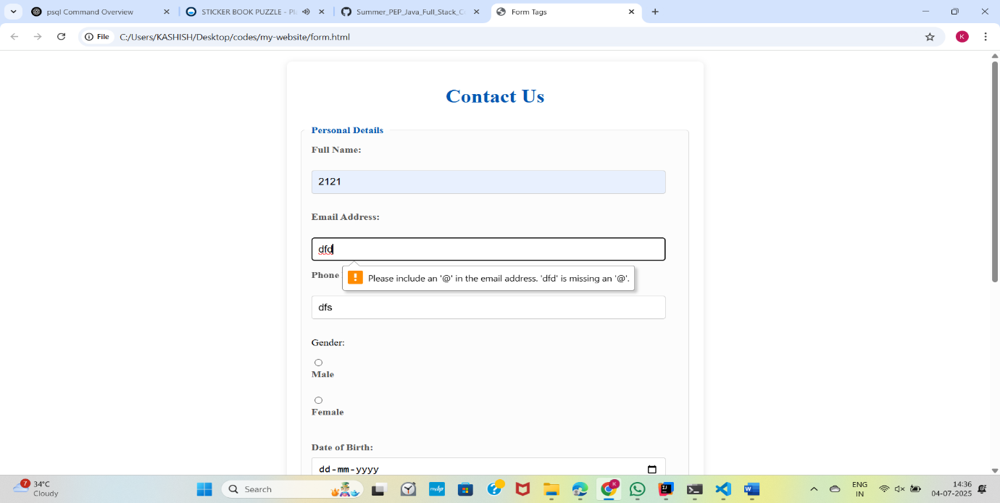 psql Command Overview
STICKER BOOK PUZZLE - Pl
Summer_PEP_Java_Full_Stack_C
Form Tags
File
C:/Users/KASHISH/Desktop/codes/my-website/form.html
K
Contact Us
Personal Details
Full Name:
2121
Email Address:
dfd
Phone
Please include an '@' in the email address. 'dfd' is missing an '@'.
dfs
Gender:
Male
Female
Date of Birth:
dd-mm-yyyy
7
34°C
Cloudy
Search
myhp
K
ENG
IN
14:36
04-07-2025